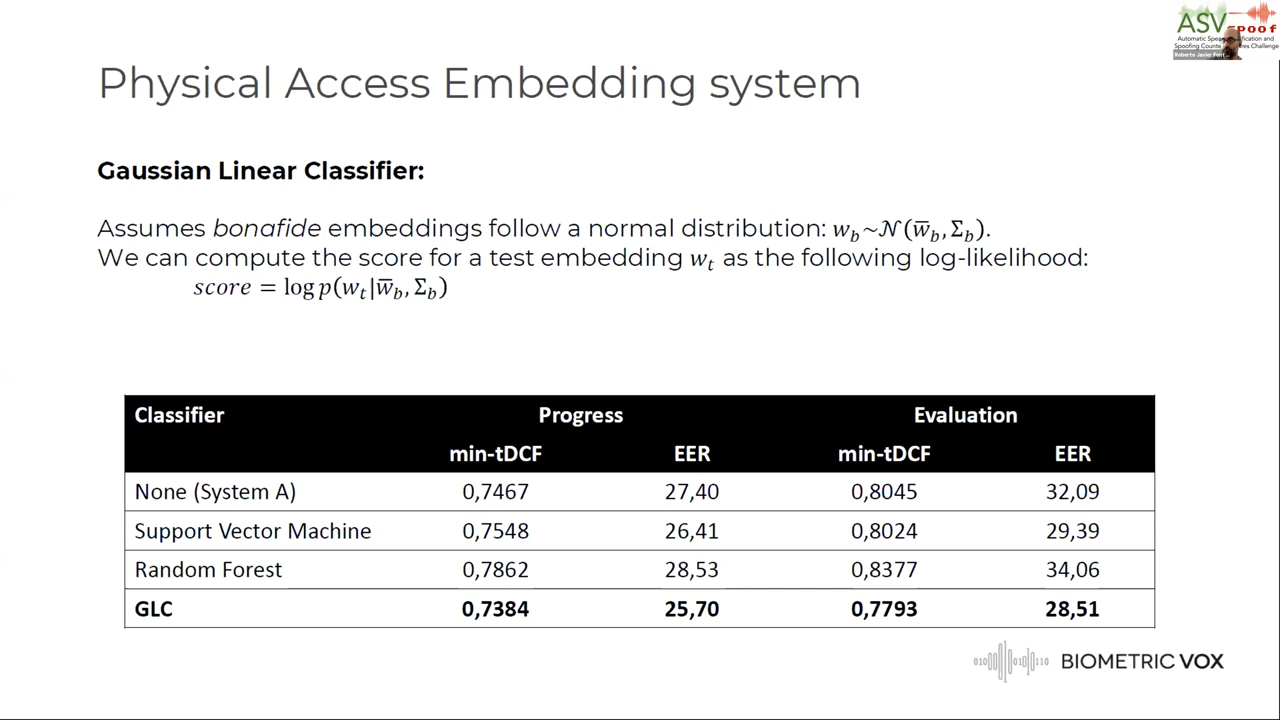 ASV SPOOF
Physical Access Embedding system
Gaussian Linear Classifier:
Assumes bonafide embeddings follow a normal distribution: w_b~𝒩(w̅_b, Σ_b).
We can compute the score for a test embedding w_t as the following log-likelihood:
score = log p(w_t|w̅_b, Σ_b)
Classifier Progress Evaluation
min-tDCF EER min-tDCF EER
None (System A) 0,7467 27,40 0,8045 32,09
Support Vector Machine 0,7548 26,41 0,8024 29,39
Random Forest 0,7862 28,53 0,8377 34,06
GLC 0,7384 25,70 0,7793 28,51
BIOMETRIC VOX